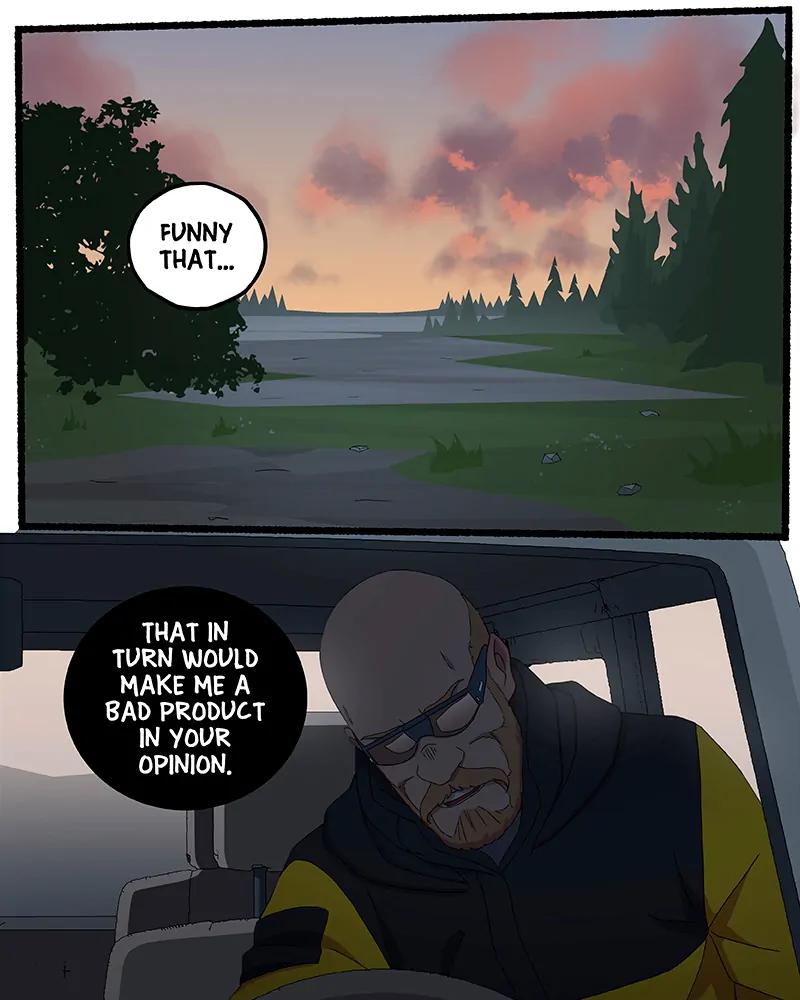 FUNNY
THAT...
THAT IN
TURN WOULD
MAKE ME A
BAD PRODUCT
IN YOUR
OPINION.